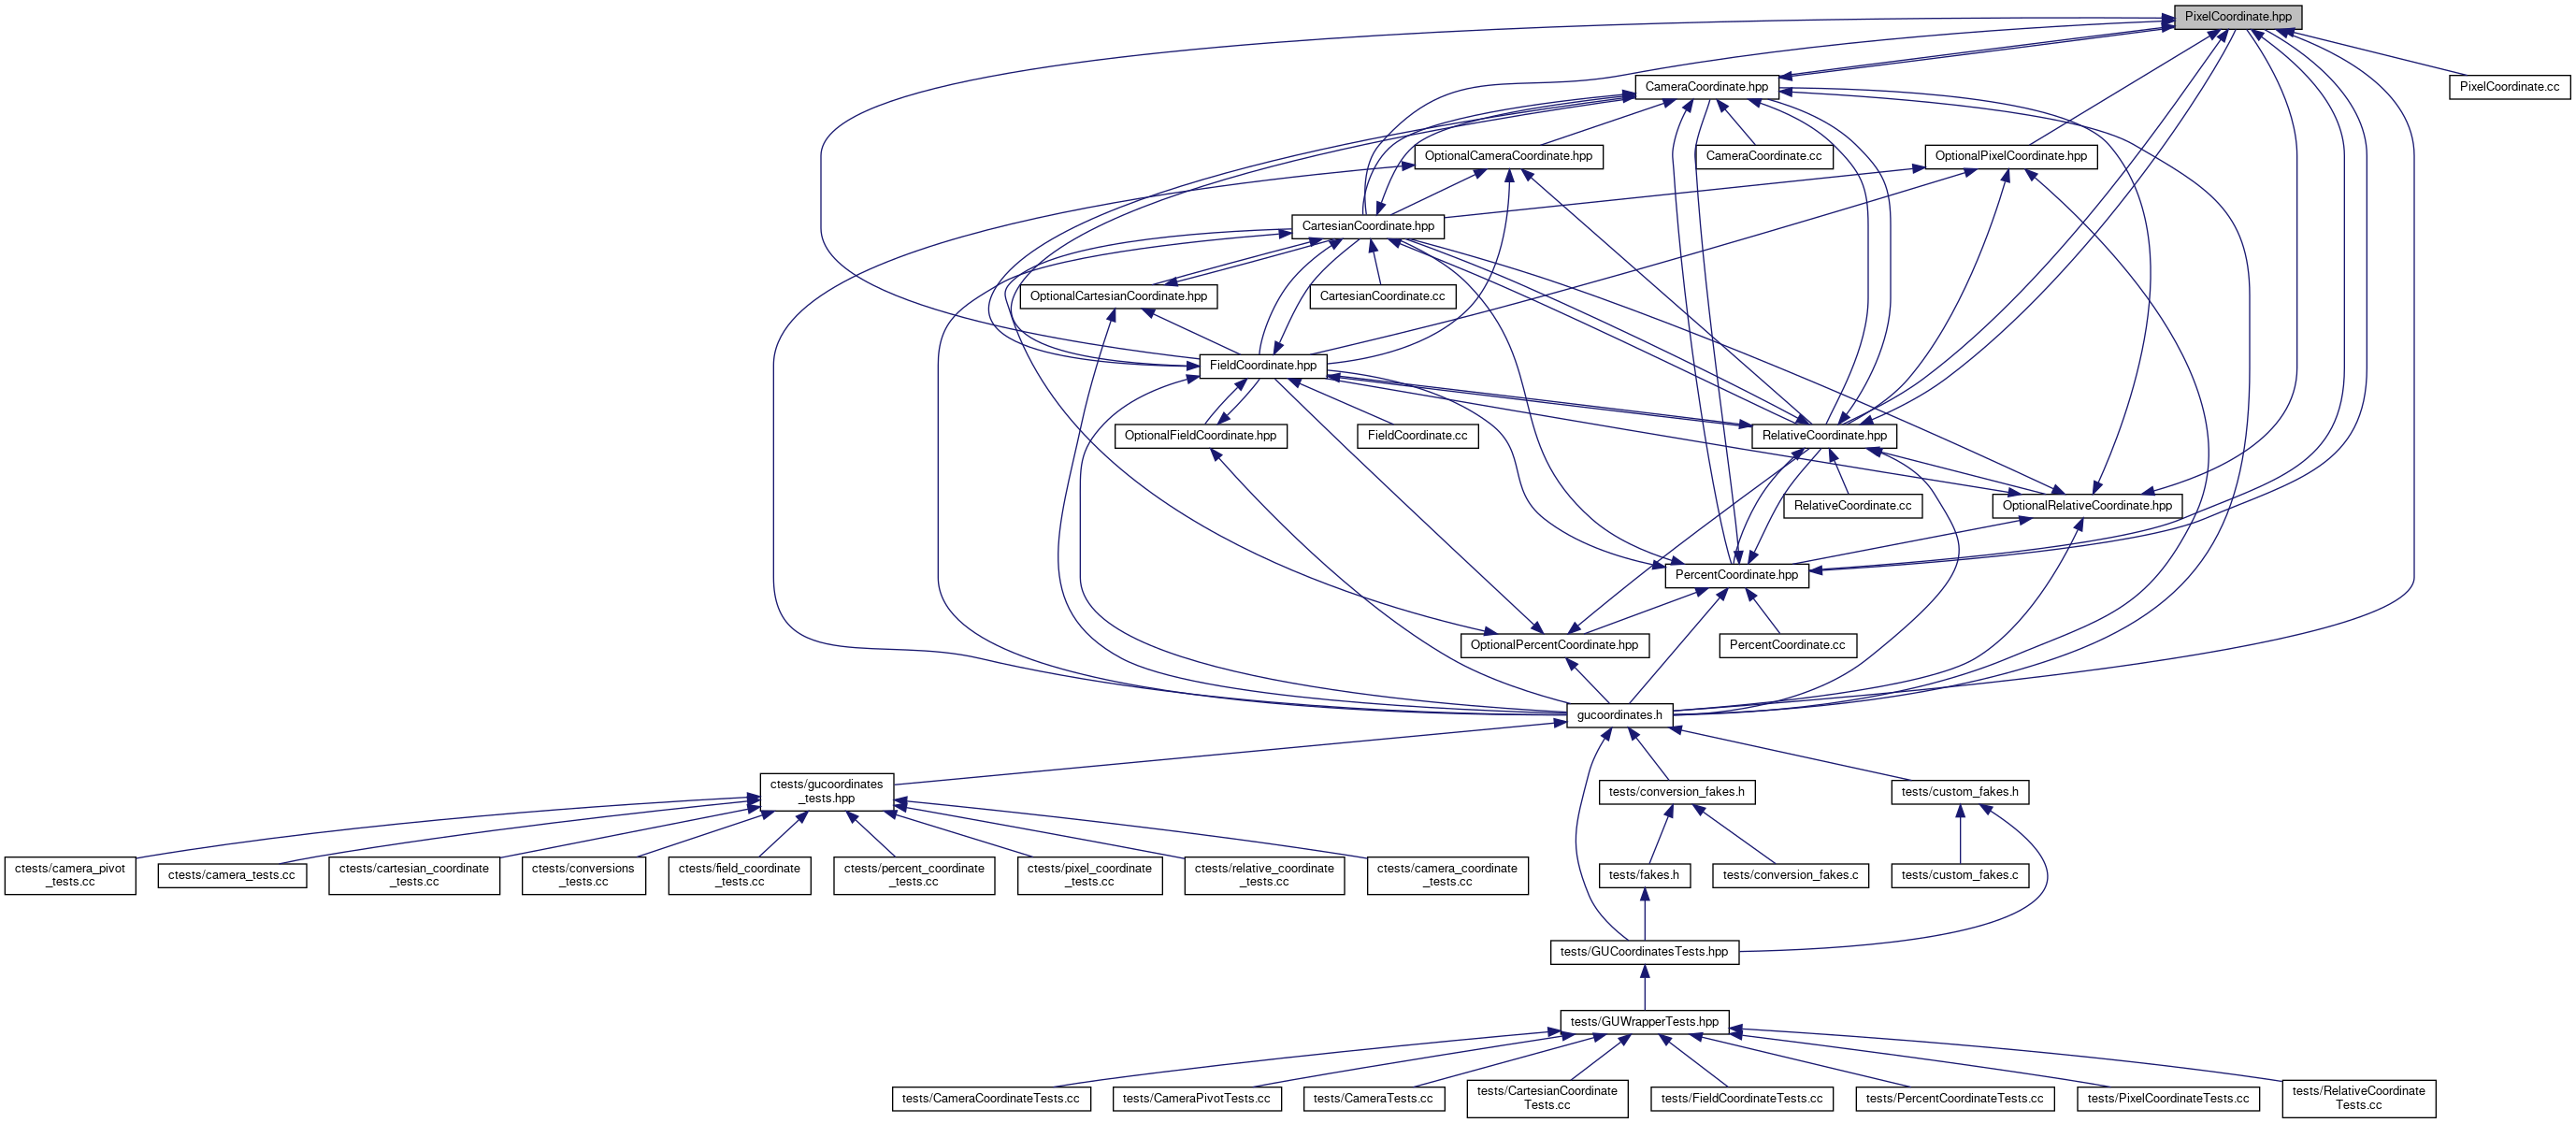 PixelCoordinate.hpp
CameraCoordinate.hpp
PixelCoordinate.cc
OptionalCameraCoordinate.hpp
CameraCoordinate.cc
OptionalPixelCoordinate.hpp
CartesianCoordinate.hpp
OptionalCartesianCoordinate.hpp
CartesianCoordinate.cc
FieldCoordinate.hpp
OptionalFieldCoordinate.hpp
FieldCoordinate.cc
RelativeCoordinate.hpp
RelativeCoordinate.cc
OptionalRelativeCoordinate.hpp
PercentCoordinate.hpp
OptionalPercentCoordinate.hpp
PercentCoordinate.cc
gucoordinates.h
ctests/gucoordinates
_tests.hpp
tests/conversion_fakes.h
tests/custom_fakes.h
ctests/camera_pivot
_tests.cc
ctests/camera_tests.cc
ctests/cartesian_coordinate
_tests.cc
ctests/conversions
_tests.cc
ctests/field_coordinate
_tests.cc
ctests/percent_coordinate
_tests.cc
ctests/pixel_coordinate
_tests.cc
ctests/relative_coordinate
_tests.cc
ctests/camera_coordinate
_tests.cc
tests/fakes.h
tests/conversion_fakes.c
tests/custom_fakes.c
tests/GUCoordinatesTests.hpp
tests/GUWrapperTests.hpp
tests/CameraCoordinateTests.cc
tests/CameraPivotTests.cc
tests/CameraTests.cc
tests/CartesianCoordinate
Tests.cc
tests/FieldCoordinateTests.cc
tests/PercentCoordinateTests.cc
tests/PixelCoordinateTests.cc
tests/RelativeCoordinate
Tests.cc